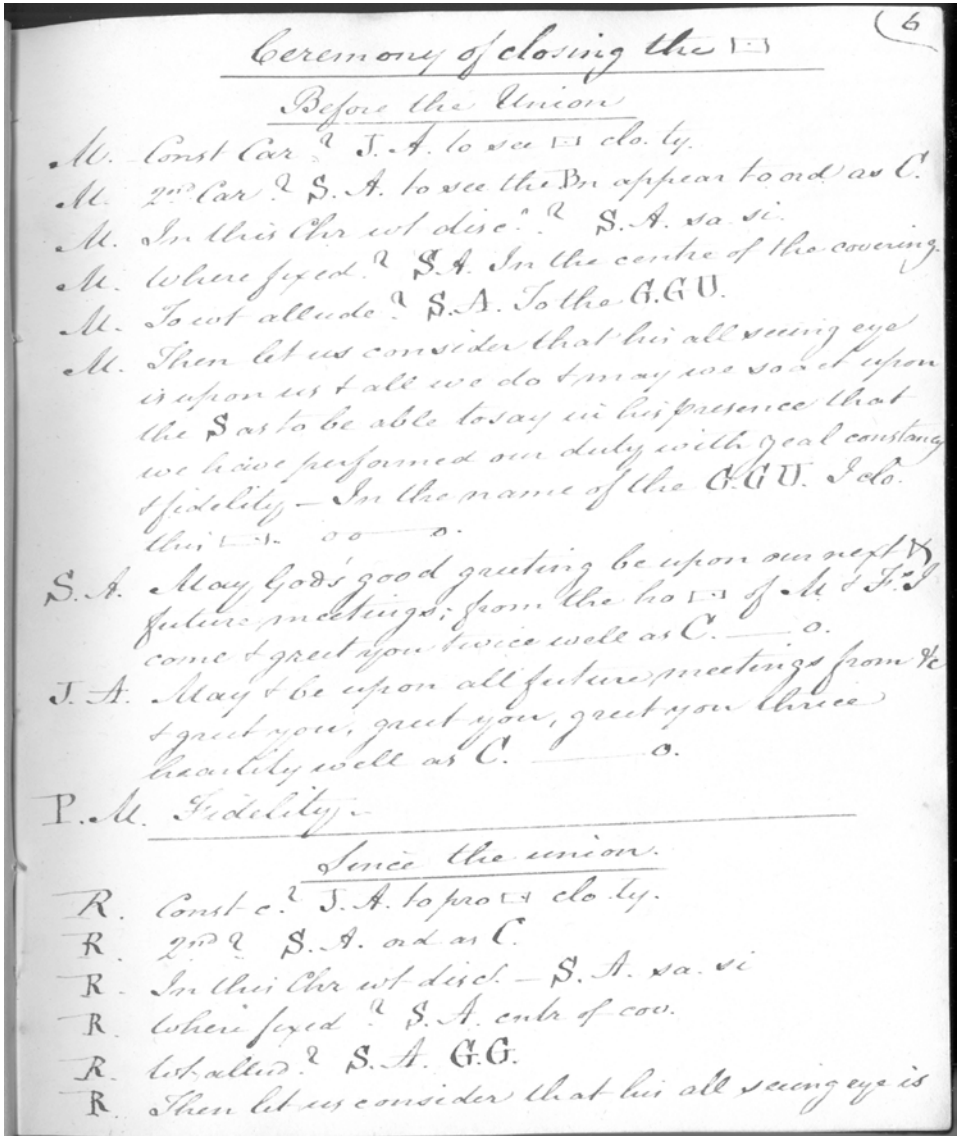 6
Ceremony of closing the
Before the Union
M. Const Car? J. A. to see clo. ty.
M. 2nd Car? S. A. to see the Bn appear to ord as C.
M. In this Chr wt disc.? S. A. sa. si.
M. Where fixed? S. A. In the centre of the covering.
M. To wt allude? S. A. To the G.G U.
M. Then let us consider that his all seeing eye
is upon us & all we do & may we so act upon
the S as to be able to say in his presence that
we have performed our duty with zeal constancy
& fidelity – In the name of the G.G U. I clo.
this . o o —— o.
S. A. May God's good greeting be upon our next &
future meetings; from the ho of M & F. I
come & greet you twice well as C. —— o.
J. A. May & be upon all future meetings from &c
& greet you, greet you, greet you thrice
heartily well as C. ——— o.
P. M. Fidelity –
Since the union.
R. Const c.? J. A. to pro clo. ty.
R. 2nd? S. A. ord as C.
R. In this Chr wt disc. – S. A. sa. si
R. Where fixed? S. A. cntr of cov.
R. Wt allud.? S. A. G.G.
R. Then let us consider that his all seeing eye is